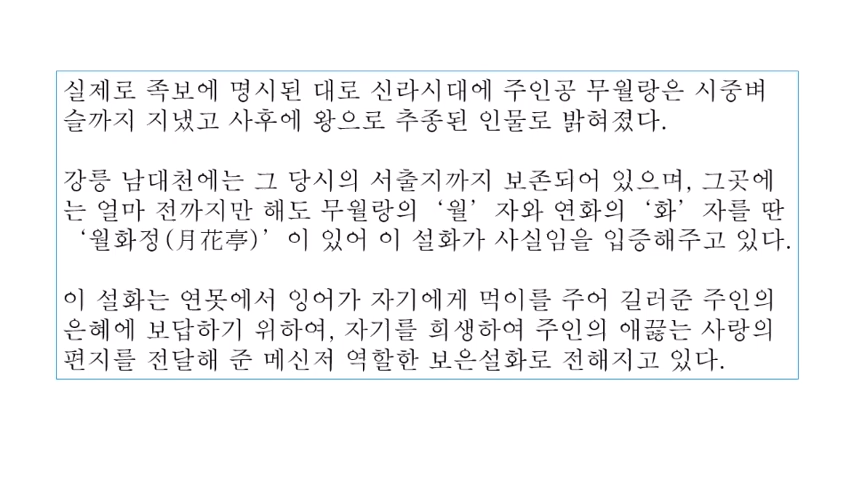 실제로 족보에 명시된 대로 신라시대에 주인공 무월랑은 시중벼
슬까지 지냈고 사후에 왕으로 추종된 인물로 밝혀졌다.
강릉 남대천에는 그 당시의 서출지까지 보존되어 있으며, 그곳에
는 얼마 전까지만 해도 무월랑의 ‘월’ 자와 연화의 ‘화’ 자를 딴
‘월화정(月花亭)’ 이 있어 이 설화가 사실임을 입증해주고 있다.
이 설화는 연못에서 잉어가 자기에게 먹이를 주어 길러준 주인의
은혜에 보답하기 위하여, 자기를 희생하여 주인의 애끓는 사랑의
편지를 전달해 준 메신저 역할한 보은설화로 전해지고 있다.